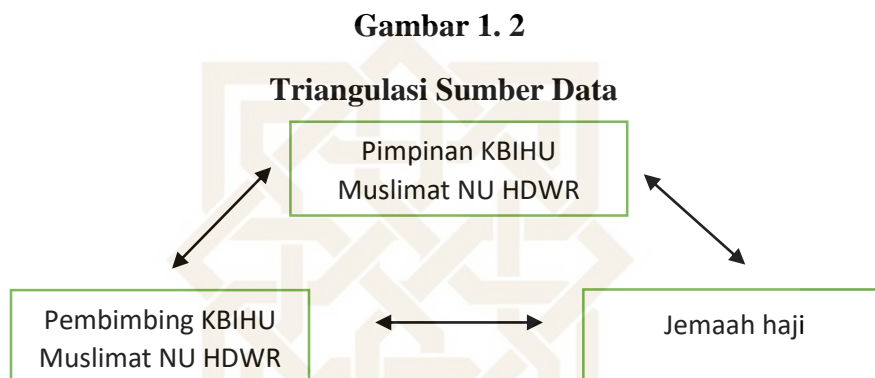 Gambar 1. 2
Triangulasi Sumber Data
Pimpinan KBIHU
Muslimat NU HDWR
Pembimbing KBIHU
Muslimat NU HDWR
Jemaah haji